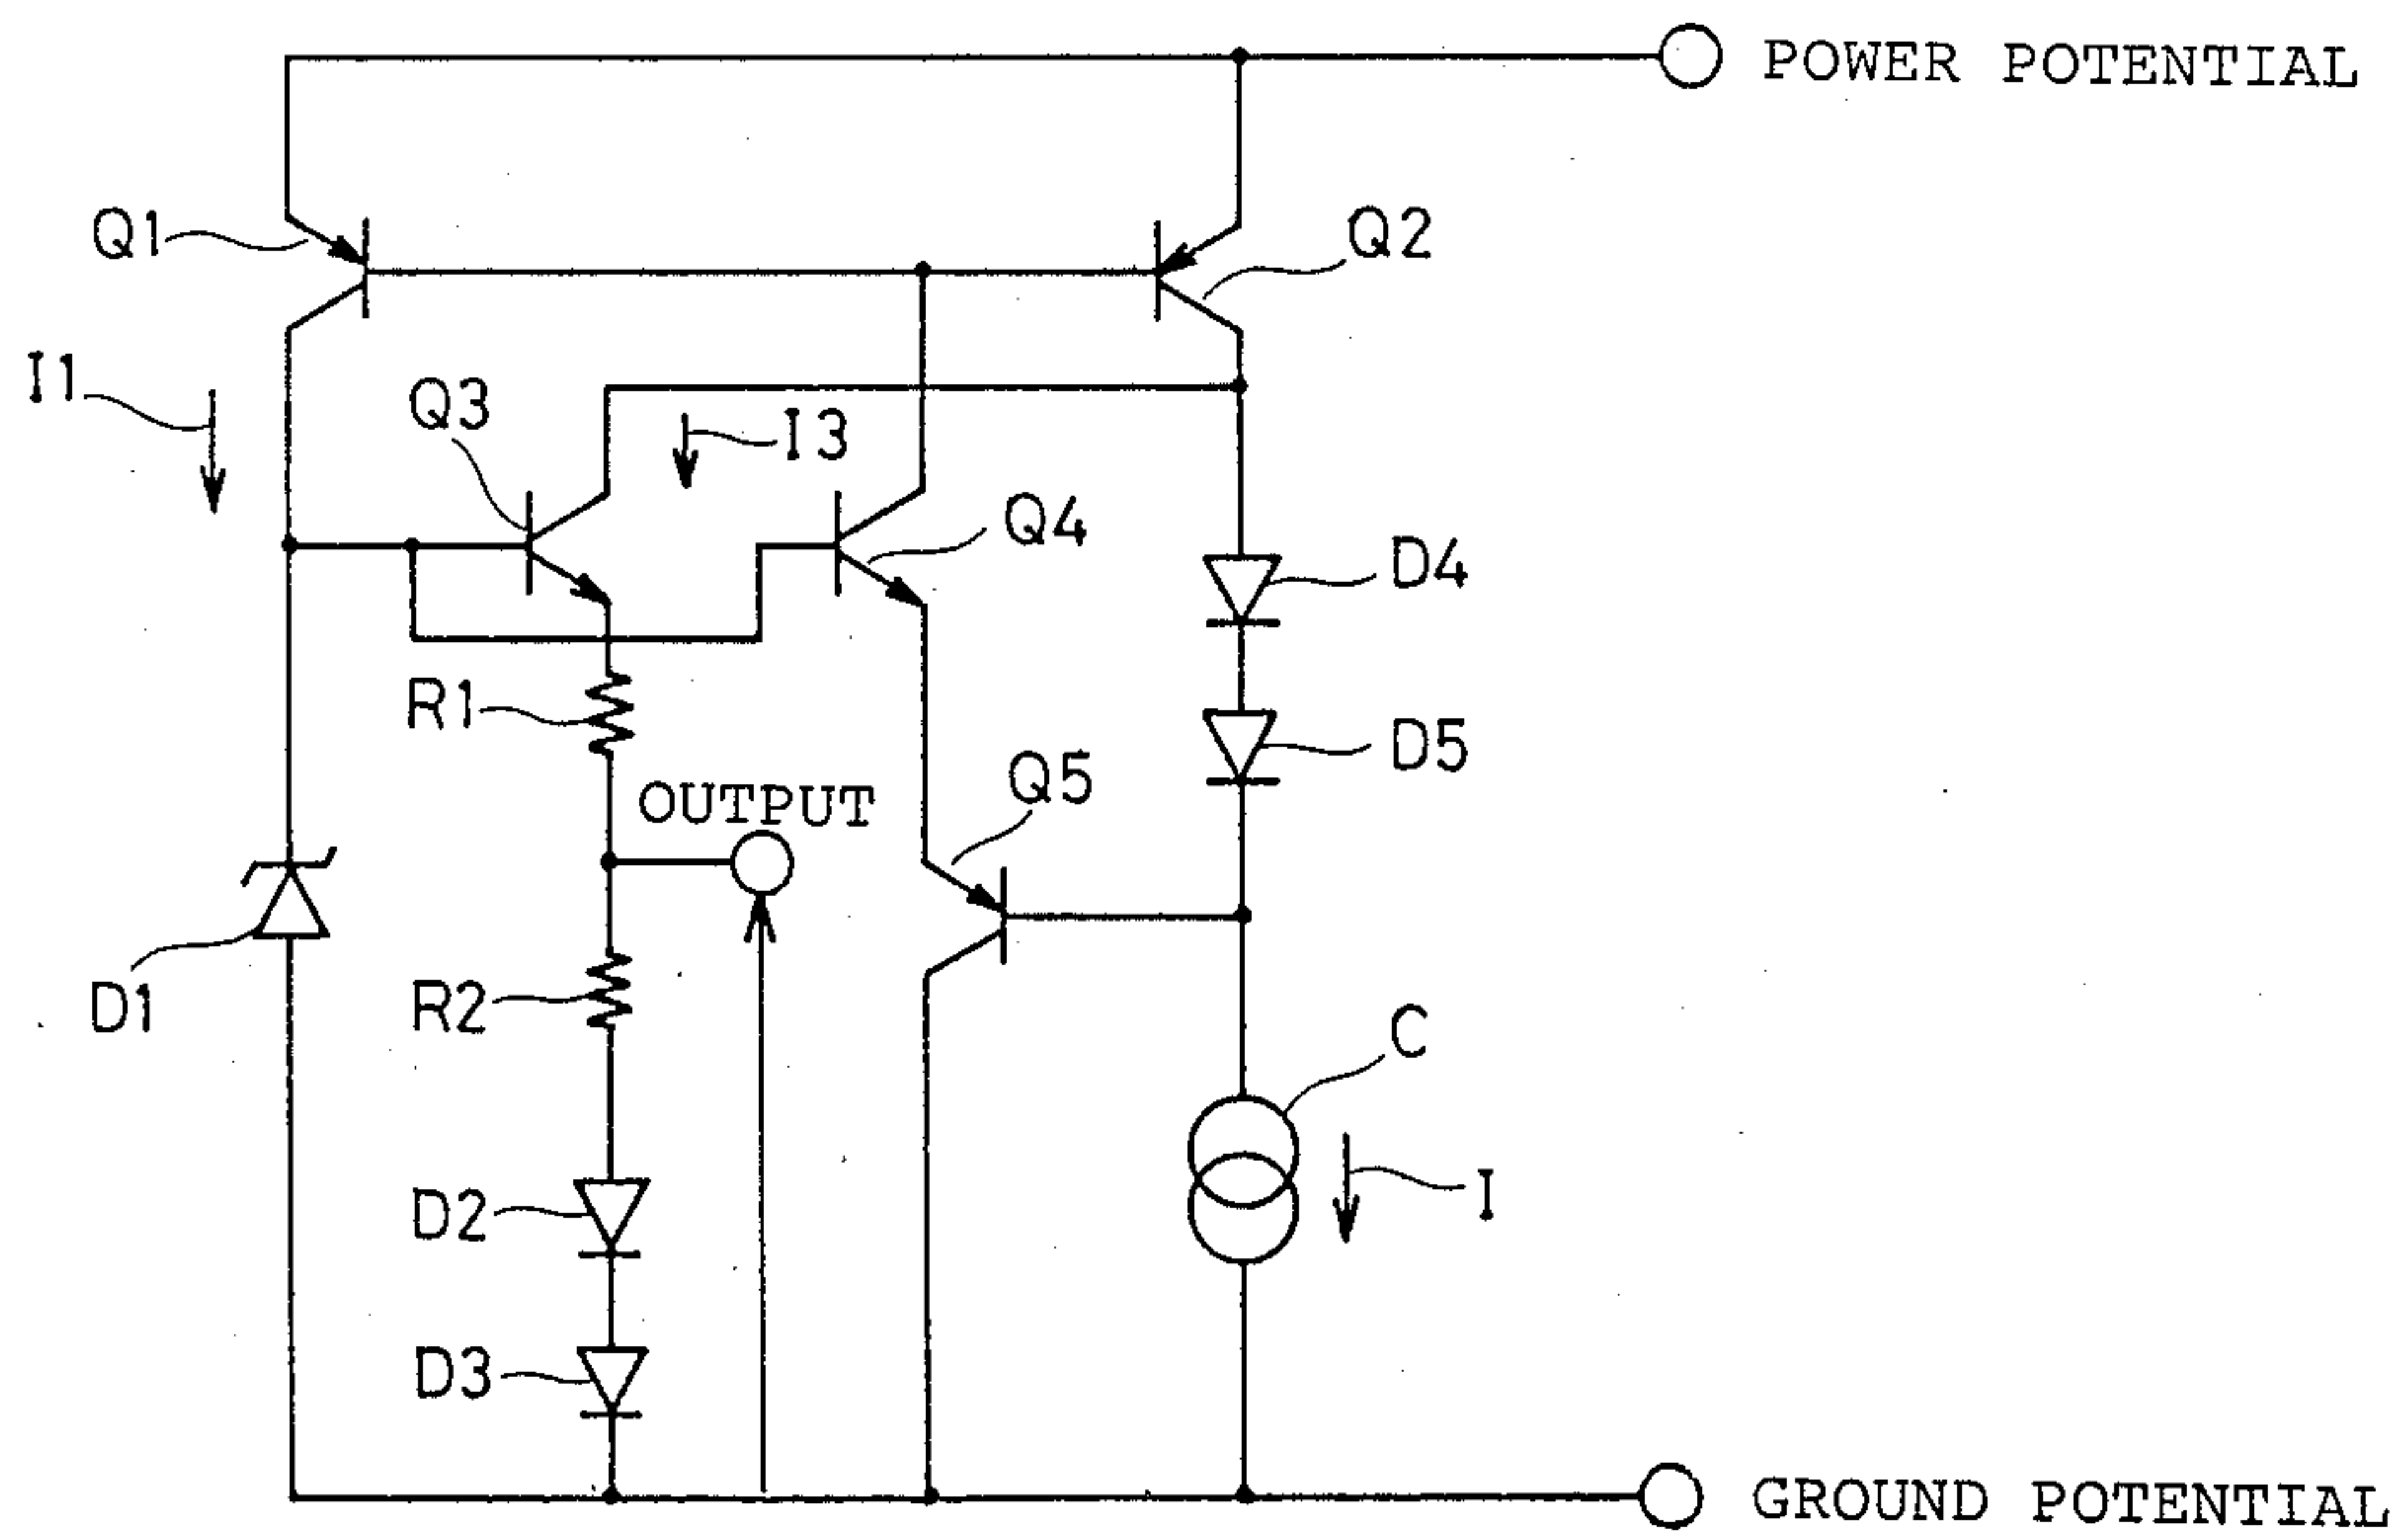 POWER POTENTIAL
Q1
Q2
I1
Q3
I3
Q4
D4
R1
D5
OUTPUT
Q5
D1
R2
C
D2
I
D3
GROUND POTENTIAL